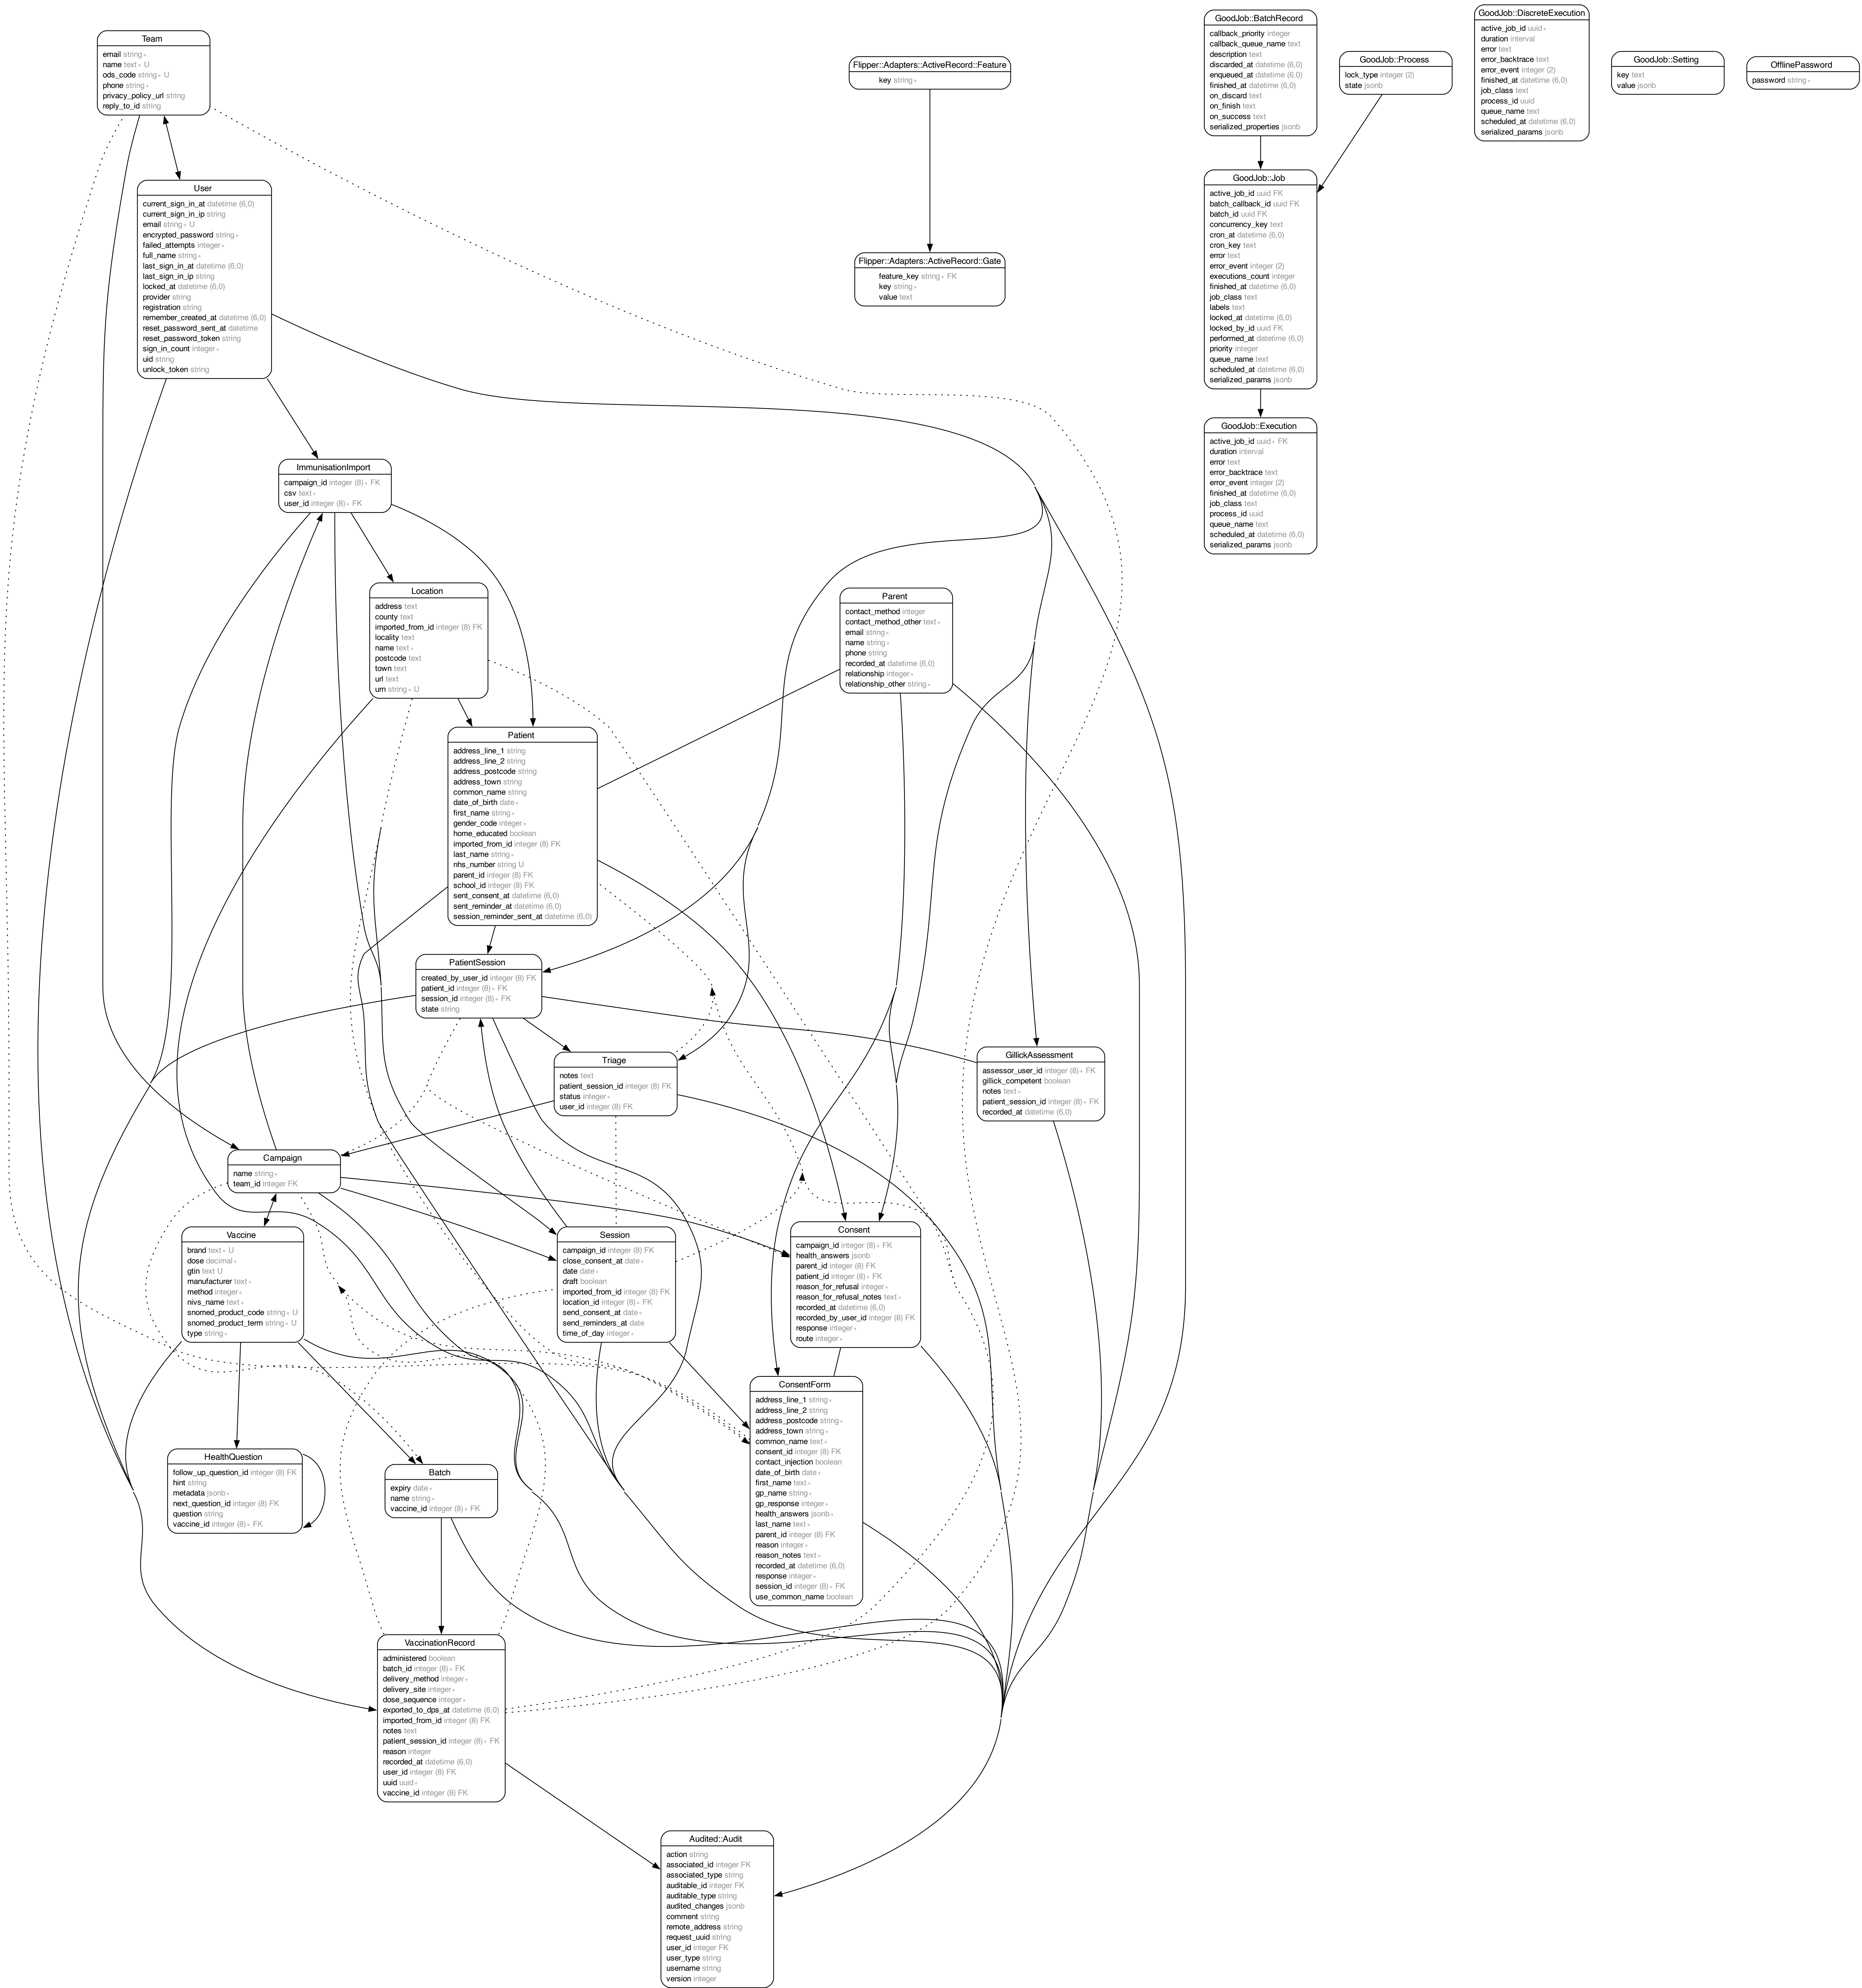 Team
email string ∗
name text ∗ U
ods_code string ∗ U
phone string ∗
privacy_policy_url string
reply_to_id string
Flipper::Adapters::ActiveRecord::Feature
key string ∗
GoodJob::BatchRecord
callback_priority integer
callback_queue_name text
description text
discarded_at datetime (6,0)
enqueued_at datetime (6,0)
finished_at datetime (6,0)
on_discard text
on_finish text
on_success text
serialized_properties jsonb
GoodJob::Process
lock_type integer (2)
state jsonb
GoodJob::DiscreteExecution
active_job_id uuid ∗
duration interval
error text
error_backtrace text
error_event integer (2)
finished_at datetime (6,0)
job_class text
process_id uuid
queue_name text
scheduled_at datetime (6,0)
serialized_params jsonb
GoodJob::Setting
key text
value jsonb
OfflinePassword
password string ∗
User
current_sign_in_at datetime (6,0)
current_sign_in_ip string
email string ∗ U
encrypted_password string ∗
failed_attempts integer ∗
full_name string ∗
last_sign_in_at datetime (6,0)
last_sign_in_ip string
locked_at datetime (6,0)
provider string
registration string
remember_created_at datetime (6,0)
reset_password_sent_at datetime
reset_password_token string
sign_in_count integer ∗
uid string
unlock_token string
Flipper::Adapters::ActiveRecord::Gate
feature_key string ∗ FK
key string ∗
value text
GoodJob::Job
active_job_id uuid FK
batch_callback_id uuid FK
batch_id uuid FK
concurrency_key text
cron_at datetime (6,0)
cron_key text
error text
error_event integer (2)
executions_count integer
finished_at datetime (6,0)
job_class text
labels text
locked_at datetime (6,0)
locked_by_id uuid FK
performed_at datetime (6,0)
priority integer
queue_name text
scheduled_at datetime (6,0)
serialized_params jsonb
GoodJob::Execution
active_job_id uuid ∗ FK
duration interval
error text
error_backtrace text
error_event integer (2)
finished_at datetime (6,0)
job_class text
process_id uuid
queue_name text
scheduled_at datetime (6,0)
serialized_params jsonb
ImmunisationImport
campaign_id integer (8) ∗ FK
csv text ∗
user_id integer (8) ∗ FK
Location
address text
county text
imported_from_id integer (8) FK
locality text
name text ∗
postcode text
town text
url text
urn string ∗ U
Parent
contact_method integer
contact_method_other text ∗
email string ∗
name string ∗
phone string
recorded_at datetime (6,0)
relationship integer ∗
relationship_other string ∗
Patient
address_line_1 string
address_line_2 string
address_postcode string
address_town string
common_name string
date_of_birth date ∗
first_name string ∗
gender_code integer ∗
home_educated boolean
imported_from_id integer (8) FK
last_name string ∗
nhs_number string U
parent_id integer (8) FK
school_id integer (8) FK
sent_consent_at datetime (6,0)
sent_reminder_at datetime (6,0)
session_reminder_sent_at datetime (6,0)
PatientSession
created_by_user_id integer (8) FK
patient_id integer (8) ∗ FK
session_id integer (8) ∗ FK
state string
Triage
notes text
patient_session_id integer (8) FK
status integer ∗
user_id integer (8) FK
GillickAssessment
assessor_user_id integer (8) ∗ FK
gillick_competent boolean
notes text ∗
patient_session_id integer (8) ∗ FK
recorded_at datetime (6,0)
Campaign
name string ∗
team_id integer FK
Vaccine
brand text ∗ U
dose decimal ∗
gtin text U
manufacturer text ∗
method integer ∗
nivs_name text ∗
snomed_product_code string ∗ U
snomed_product_term string ∗ U
type string ∗
Session
campaign_id integer (8) FK
close_consent_at date ∗
date date ∗
draft boolean
imported_from_id integer (8) FK
location_id integer (8) ∗ FK
send_consent_at date ∗
send_reminders_at date
time_of_day integer ∗
Consent
campaign_id integer (8) ∗ FK
health_answers jsonb
parent_id integer (8) FK
patient_id integer (8) ∗ FK
reason_for_refusal integer ∗
reason_for_refusal_notes text ∗
recorded_at datetime (6,0)
recorded_by_user_id integer (8) FK
response integer ∗
route integer ∗
ConsentForm
address_line_1 string ∗
address_line_2 string
address_postcode string ∗
address_town string ∗
common_name text ∗
consent_id integer (8) FK
contact_injection boolean
date_of_birth date ∗
first_name text ∗
gp_name string ∗
gp_response integer ∗
health_answers jsonb ∗
last_name text ∗
parent_id integer (8) FK
reason integer ∗
reason_notes text ∗
recorded_at datetime (6,0)
response integer ∗
session_id integer (8) ∗ FK
use_common_name boolean
HealthQuestion
follow_up_question_id integer (8) FK
hint string
metadata jsonb ∗
next_question_id integer (8) FK
question string
vaccine_id integer (8) ∗ FK
Batch
expiry date ∗
name string ∗
vaccine_id integer (8) ∗ FK
VaccinationRecord
administered boolean
batch_id integer (8) ∗ FK
delivery_method integer ∗
delivery_site integer ∗
dose_sequence integer ∗
exported_to_dps_at datetime (6,0)
imported_from_id integer (8) FK
notes text
patient_session_id integer (8) ∗ FK
reason integer
recorded_at datetime (6,0)
user_id integer (8) FK
uuid uuid ∗
vaccine_id integer (8) FK
Audited::Audit
action string
associated_id integer FK
associated_type string
auditable_id integer FK
auditable_type string
audited_changes jsonb
comment string
remote_address string
request_uuid string
user_id integer FK
user_type string
username string
version integer